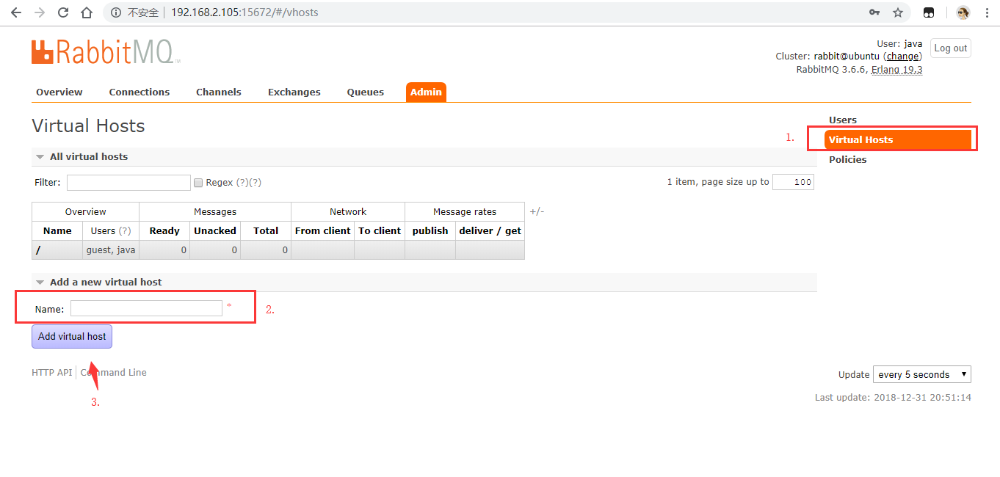 不安全 192.168.2.105:15672/#/vhosts
RabbitMQ™
User: java
Log out
Cluster: rabbit@ubuntu (change)
RabbitMQ 3.6.6, Erlang 19.3
Overview Connections Channels Exchanges Queues Admin
Virtual Hosts
Users
1.
Virtual Hosts
Policies
All virtual hosts
Filter: Regex (?)(?) 1 item, page size up to 100
Overview Messages Network Message rates +/-
Name Users (?) Ready Unacked Total From client To client publish deliver / get
/ guest, java 0 0 0
Add a new virtual host
Name: * 2.
Add virtual host
HTTP API Command Line
3.
Update every 5 seconds
Last update: 2018-12-31 20:51:14